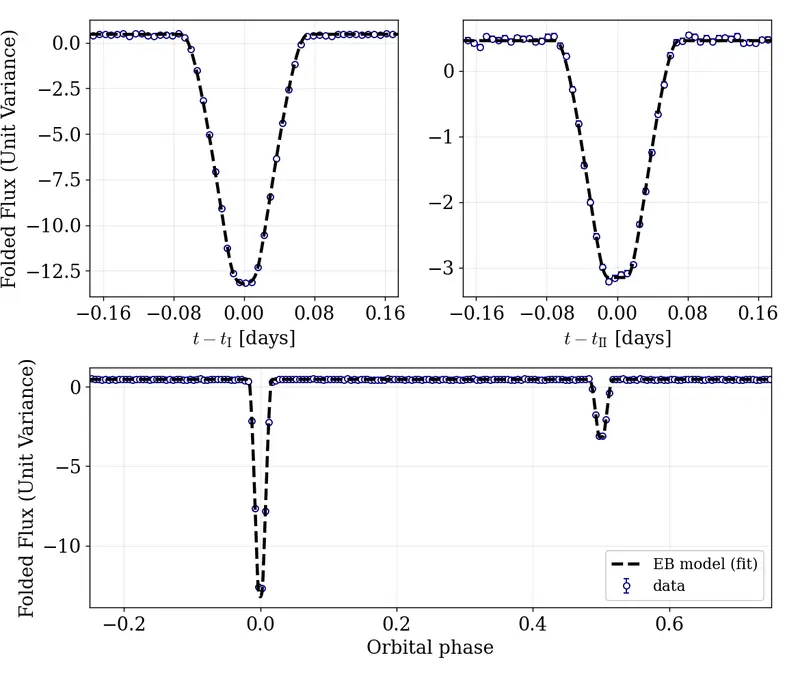 Folded Flux (Unit Variance)
0.0
−2.5
−5.0
−7.5
−10.0
−12.5
−0.16 −0.08 0.00 0.08 0.16
t − tI [days]
0
−1
−2
−3
−0.16 −0.08 0.00 0.08 0.16
t − tII [days]
Folded Flux (Unit Variance)
0
−5
−10
−0.2 0.0 0.2 0.4 0.6
Orbital phase
EB model (fit)
data